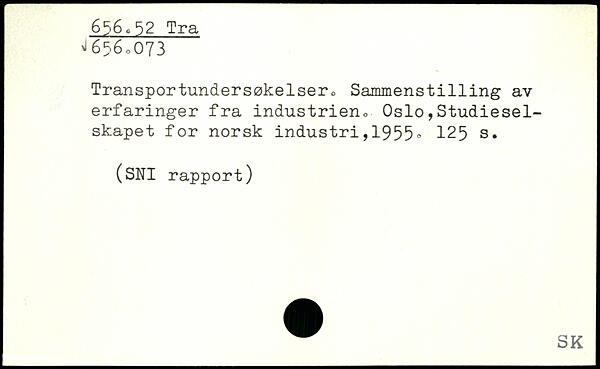 656.52 Tra
√656.073
Transportundersøkelser. Sammenstilling av
erfaringer fra industrien. Oslo,Studiesel-
skapet for norsk industri,1955. 125 s.
(SNI rapport)
SK